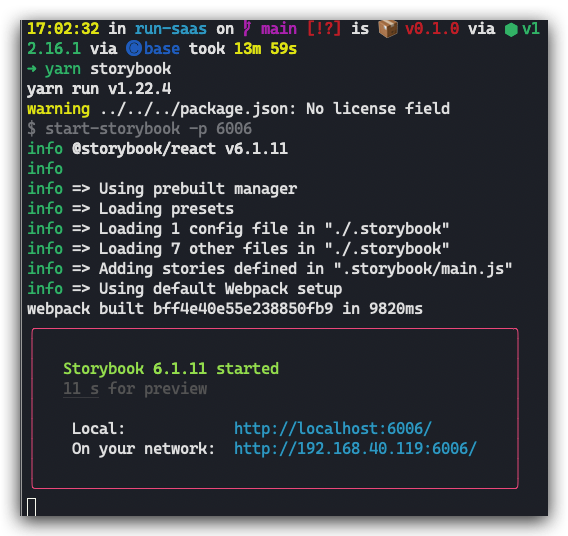 17:02:32 in run-saas on main [!?] is 📦 v0.1.0 via ⬢ v1
2.16.1 via base took 13m 59s
➜ yarn storybook
yarn run v1.22.4
warning ../../../package.json: No license field
$ start-storybook -p 6006
info @storybook/react v6.1.11
info
info => Using prebuilt manager
info => Loading presets
info => Loading 1 config file in "./.storybook"
info => Loading 7 other files in "./.storybook"
info => Adding stories defined in ".storybook/main.js"
info => Using default Webpack setup
webpack built bff4e40e55e238850fb9 in 9820ms
Storybook 6.1.11 started
11 s for preview
Local: http://localhost:6006/
On your network: http://192.168.40.119:6006/